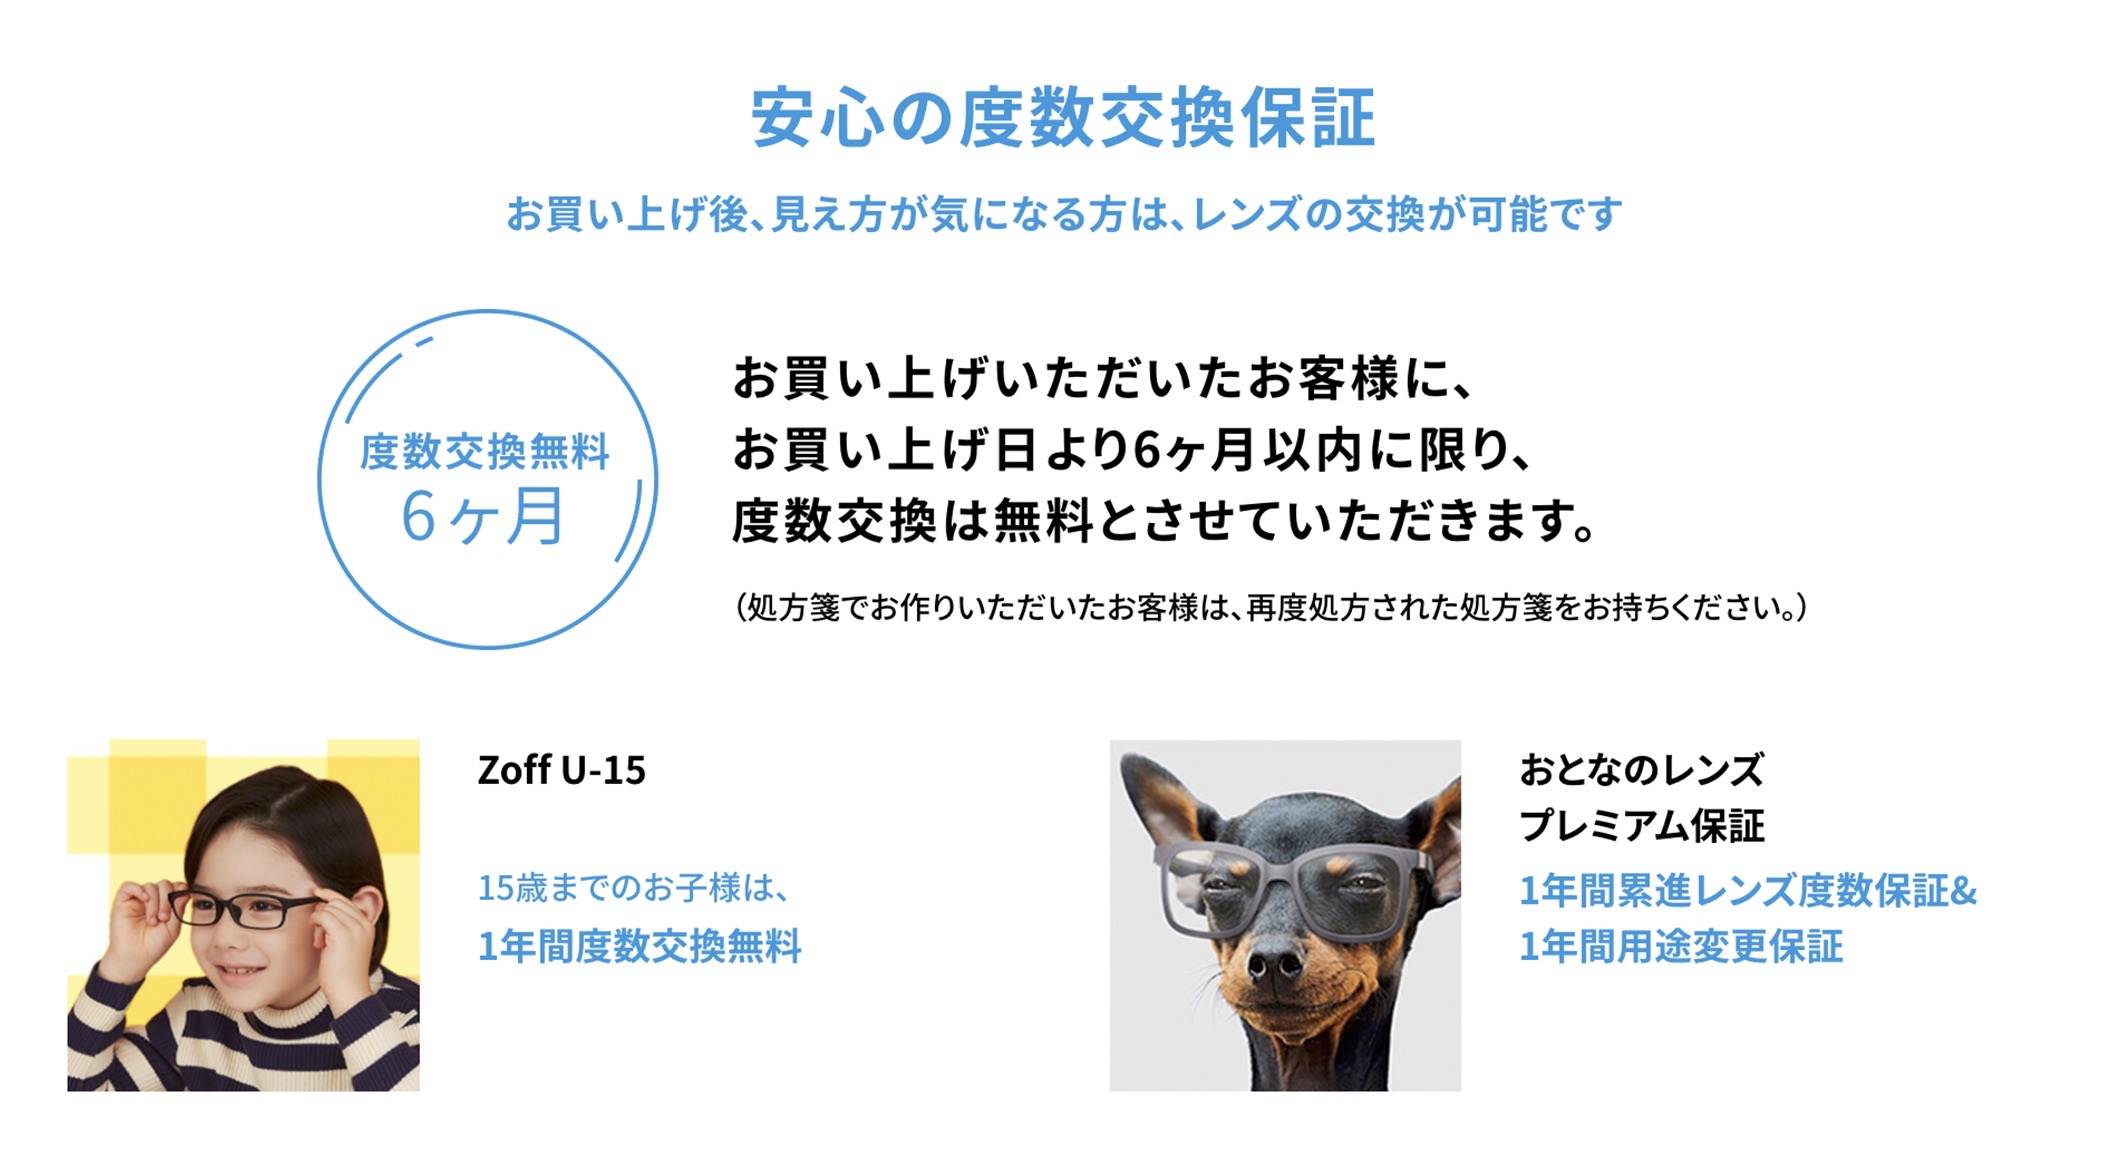 安心の度数交換保証
お買い上げ後、見え方が気になる方は、レンズの交換が可能です
度数交換無料
6ヶ月
お買い上げいただいたお客様に、
お買い上げ日より6ヶ月以内に限り、
度数交換は無料とさせていただきます。
（処方箋でお作りいただいたお客様は、再度処方された処方箋をお持ちください。）
Zoff U-15
15歳までのお子様は、
1年間度数交換無料
おとなのレンズ
プレミアム保証
1年間累進レンズ度数保証&
1年間用途変更保証